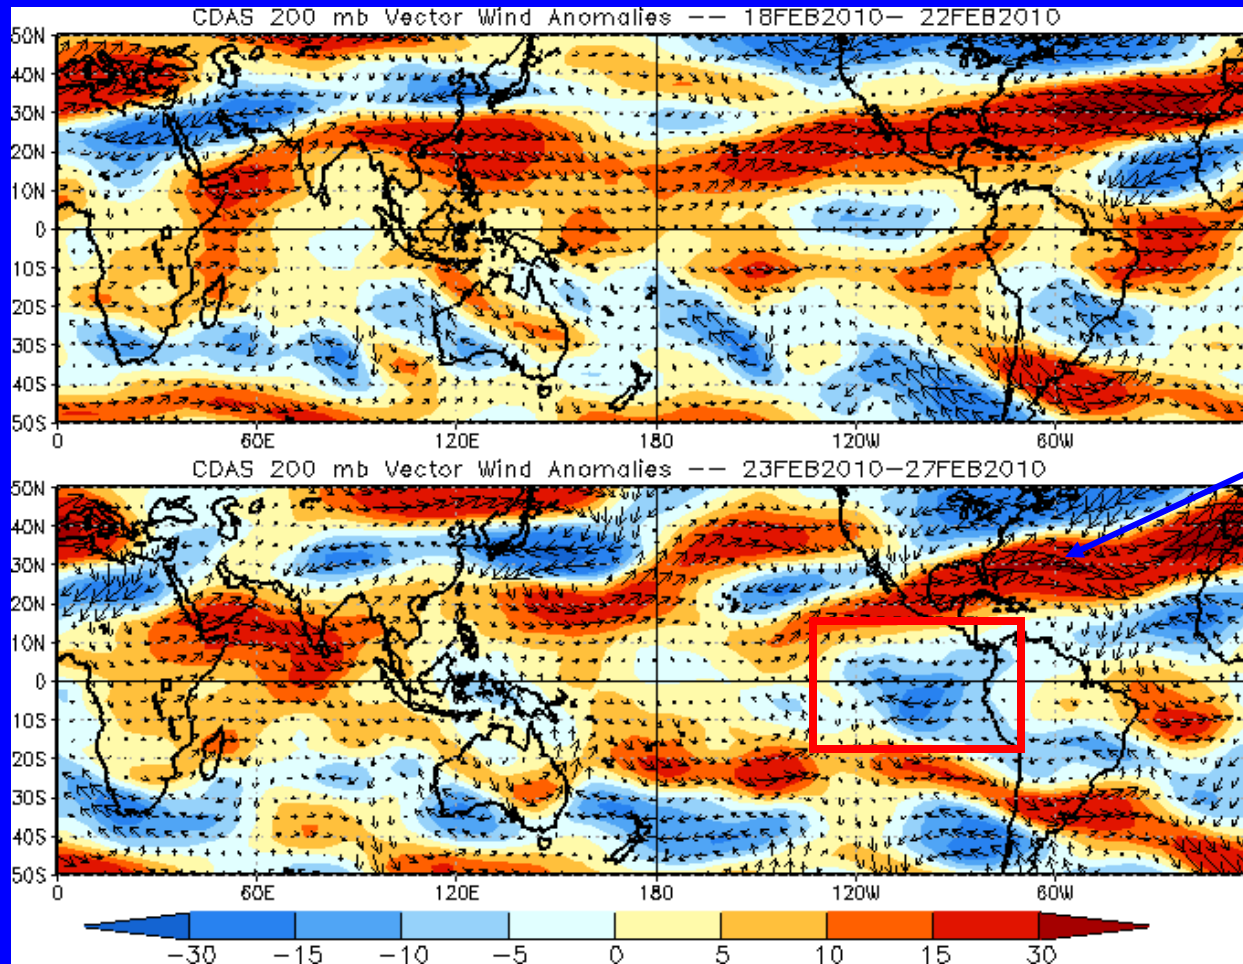 CDAS 200 mb Vector Wind Anomalies -- 18FEB2010- 22FEB2010
50N
40N
30N
20N
10N
0
10S
20S
30S
40S
50S
0 60E 120E 180 120W 60W
CDAS 200 mb Vector Wind Anomalies -- 23FEB2010-27FEB2010
50N
40N
30N
20N
10N
0
10S
20S
30S
40S
50S
0 60E 120E 180 120W 60W
-30 -15 -10 -5 0 5 10 15 30